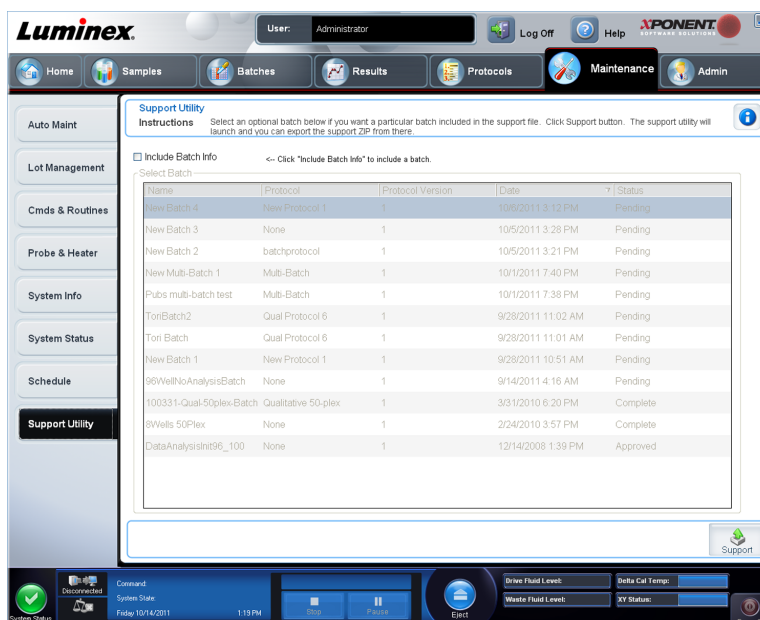 Luminex.
User: Administrator
Log Off
Help
XPONENT.
SOFTWARE SOLUTIONS
Home
Samples
Batches
Results
Protocols
Maintenance
Admin
Auto Maint
Lot Management
Cmds & Routines
Probe & Heater
System Info
System Status
Schedule
Support Utility
Support Utility
Instructions Select an optional batch below if you want a particular batch included in the support file. Click Support button. The support utility will
launch and you can export the support ZIP from there.
Include Batch Info <-- Click "Include Batch Info" to include a batch.
Select Batch
Name Protocol Protocol Version Date Status
New Batch 4 New Protocol 1 1 10/6/2011 3:12 PM Pending
New Batch 3 None 1 10/5/2011 3:28 PM Pending
New Batch 2 batchprotocol 1 10/5/2011 3:21 PM Pending
New Multi-Batch 1 Multi-Batch 1 10/1/2011 7:40 PM Pending
Pubs multi-batch test Multi-Batch 1 10/1/2011 7:38 PM Pending
ToriBatch2 Qual Protocol 6 1 9/28/2011 11:02 AM Pending
Tori Batch Qual Protocol 6 1 9/28/2011 11:01 AM Pending
New Batch 1 New Protocol 1 1 9/28/2011 10:51 AM Pending
96WellNoAnalysisBatch None 1 9/14/2011 4:16 AM Pending
100331-Qual-50plex-Batch Qualitative 50-plex 1 3/31/2010 6:20 PM Complete
8Wells 50Plex None 1 2/24/2010 3:57 PM Complete
DataAnalysisInit96_100 None 1 12/14/2008 1:39 PM Approved
Support
System Status
Disconnected
Command:
System State:
Friday 10/14/2011 1:19 PM
Stop
Pause
Eject
Drive Fluid Level:
Waste Fluid Level:
Delta Cal Temp:
XY Status: